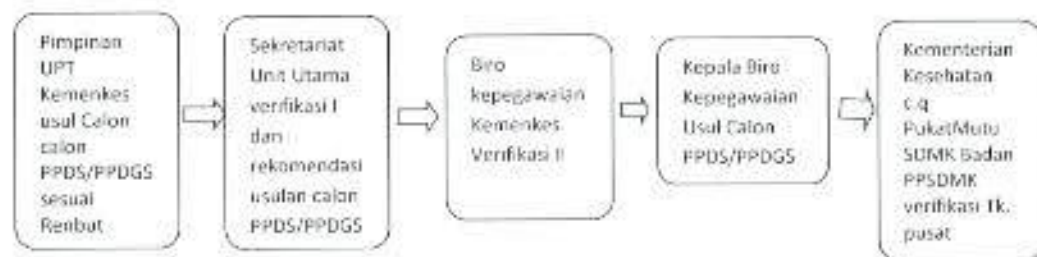 Pimpinan
UPT
Kemenkes
usul Calon
calon
PPDS/PPDGS
sesuai
Renbut
Sekretariat
Unit Utama
verifikasi I
dan
rekomendasi
usulan calon
PPDS/PPDGS
Biro
kepegawaian
Kemenkes
Verifikasi II
Kepala Biro
Kepegawaian
Usul Calon
PPDS/PPDGS
Kementerian
Kesehatan
c.q
PukatMutu
SDMK Badan
PPSDMK
verifikasi Tk.
pusat